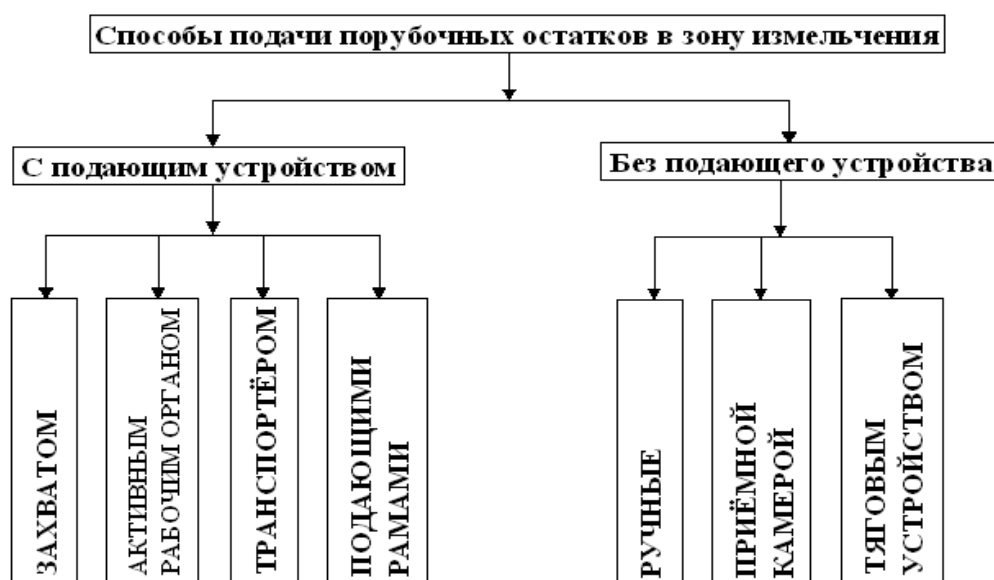 Способы подачи порубочных остатков в зону измельчения
С подающим устройством
Без подающего устройства
ЗАХВАТОМ
АКТИВНЫМ
РАБОЧИМ ОРГАНОМ
ТРАНСПОРТЁРОМ
ПОДАЮЩИМИ
РАМАМИ
РУЧНЫЕ
ПРИЁМНОЙ
КАМЕРОЙ
ТЯГОВЫМ
УСТРОЙСТВОМ